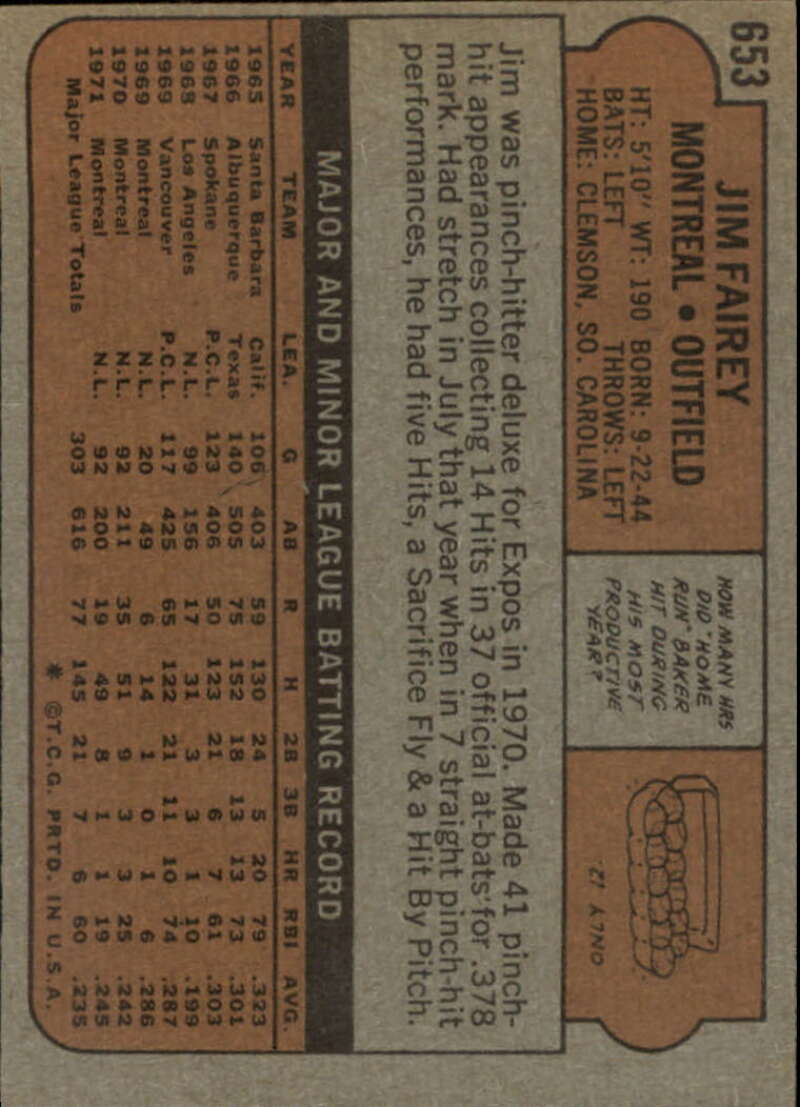 653
JIM FAIREY
MONTREAL • OUTFIELD
HT: 5'10" WT: 190 BORN: 9-22-44
BATS: LEFT THROWS: LEFT
HOME: CLEMSON, SO. CAROLINA
HOW MANY HRS
DID "HOME
RUN" BAKER
HIT DURING
HIS MOST
PRODUCTIVE
YEAR?
ONLY 12.
Jim was pinch-hitter deluxe for Expos in 1970. Made 41 pinch-
hit appearances collecting 14 Hits in 37 official at-bats for .378
mark. Had stretch in July that year when in 7 straight pinch-hit
performances, he had five Hits, a Sacrifice Fly & a Hit By Pitch.
MAJOR AND MINOR LEAGUE BATTING RECORD
YEAR TEAM LEA. G AB R H 2B 3B HR RBI AVG.
1965 Santa Barbara Calif. 106 403 59 130 24 5 20 79 .323
1966 Albuquerque Texas 140 505 75 152 18 13 13 73 .301
1967 Spokane P.C.L. 123 406 50 123 21 6 7 61 .303
1968 Los Angeles N.L. 99 156 17 31 3 3 1 10 .199
1969 Vancouver P.C.L. 117 425 65 122 21 11 10 74 .287
1969 Montreal N.L. 20 49 6 14 1 0 1 6 .286
1970 Montreal N.L. 92 211 35 51 9 3 3 25 .242
1971 Montreal N.L. 92 200 19 49 8 1 1 19 .245
Major League Totals 303 616 77 145 21 7 6 60 .235
* ©T.C.G. PRTD. IN U.S.A.